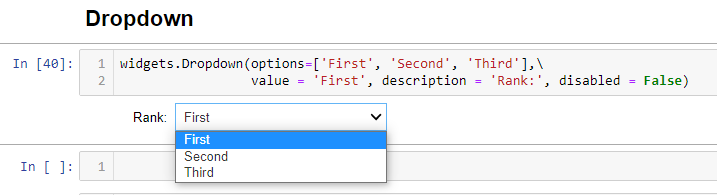 Dropdown
In [40]: 1 widgets.Dropdown(options=['First', 'Second', 'Third'],\
2 value = 'First', description = 'Rank:', disabled = False)
Rank: First
First
Second
Third
In [ ]: 1